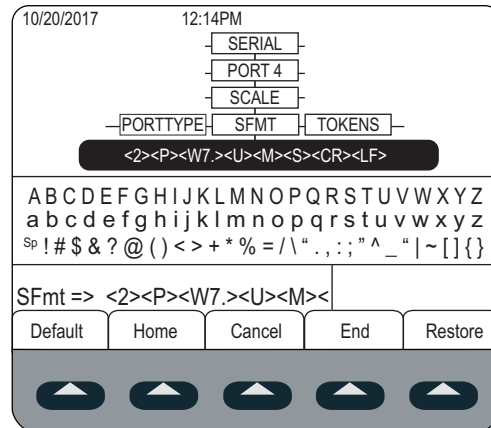 10/20/2017 12:14PM
SERIAL
PORT 4
SCALE
PORTTYPE SFMT TOKENS
<2><P><W7.><U><M><S><CR><LF>
A B C D E F G H I J K L M N O P Q R S T U V W X Y Z
a b c d e f g h i j k l m n o p q r s t u v w x y z
Sp ! # $ & ? @ ( ) < > + * % = / \ “ . , : ; ” ^ _ “ | ~ [ ] { }
SFmt => <2><P><W7.><U><M><
Default Home Cancel End Restore